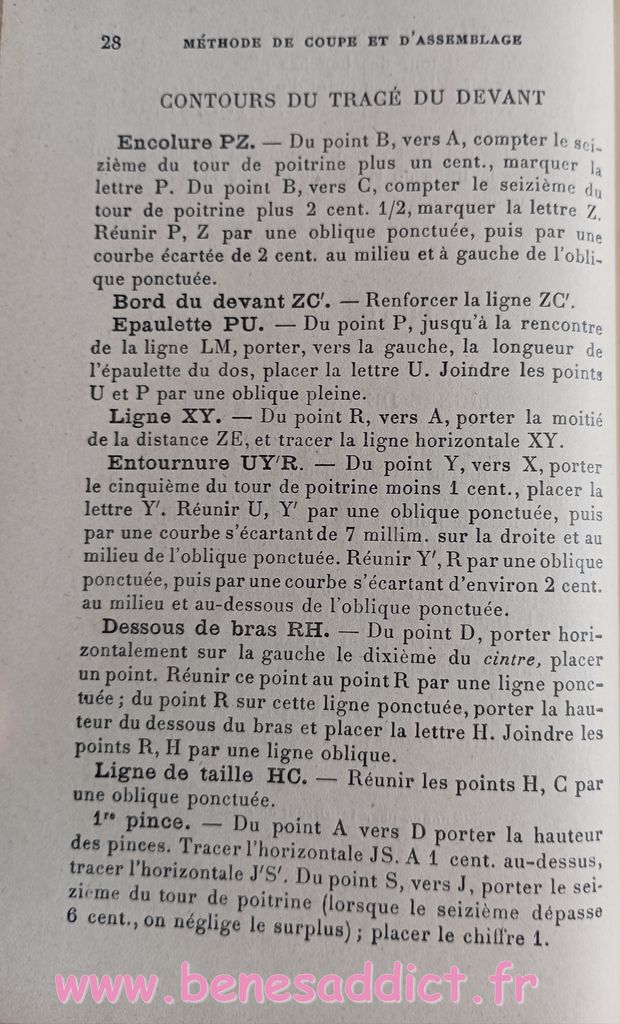 28 MÉTHODE DE COUPE ET D'ASSEMBLAGE
CONTOURS DU TRACÉ DU DEVANT
Encolure PZ. — Du point B, vers A, compter le sei-
zième du tour de poitrine plus un cent., marquer la
lettre P. Du point B, vers C, compter le seizième du
tour de poitrine plus 2 cent. 1/2, marquer la lettre Z.
Réunir P, Z par une oblique ponctuée, puis par une
courbe écartée de 2 cent. au milieu et à gauche de l'obli-
que ponctuée.
Bord du devant ZC'. — Renforcer la ligne ZC'.
Epaulette PU. — Du point P, jusqu'à la rencontre
de la ligne LM, porter, vers la gauche, la longueur de
l'épaulette du dos, placer la lettre U. Joindre les points
U et P par une oblique pleine.
Ligne XY. — Du point R, vers A, porter la moitié
de la distance ZE, et tracer la ligne horizontale XY.
Entournure UY'R. — Du point Y, vers X, porter
le cinquième du tour de poitrine moins 1 cent., placer la
lettre Y'. Réunir U, Y' par une oblique ponctuée, puis
par une courbe s'écartant de 7 millim. sur la droite et au
milieu de l'oblique ponctuée. Réunir Y', R par une oblique
ponctuée, puis par une courbe s'écartant d'environ 2 cent.
au milieu et au-dessous de l'oblique ponctuée.
Dessous de bras RH. — Du point D, porter hori-
zontalement sur la gauche le dixième du cintre, placer
un point. Réunir ce point au point R par une ligne ponc-
tuée ; du point R sur cette ligne ponctuée, porter la hau-
teur du dessous du bras et placer la lettre H. Joindre les
points R, H par une ligne oblique.
Ligne de taille HC. — Réunir les points H, C par
une oblique ponctuée.
1re pince. — Du point A vers D porter la hauteur
des pinces. Tracer l'horizontale JS. A 1 cent. au-dessus,
tracer l'horizontale J'S'. Du point S, vers J, porter le sei-
zième du tour de poitrine (lorsque le seizième dépasse
6 cent., on néglige le surplus) ; placer le chiffre 1.
www.benesaddict.fr